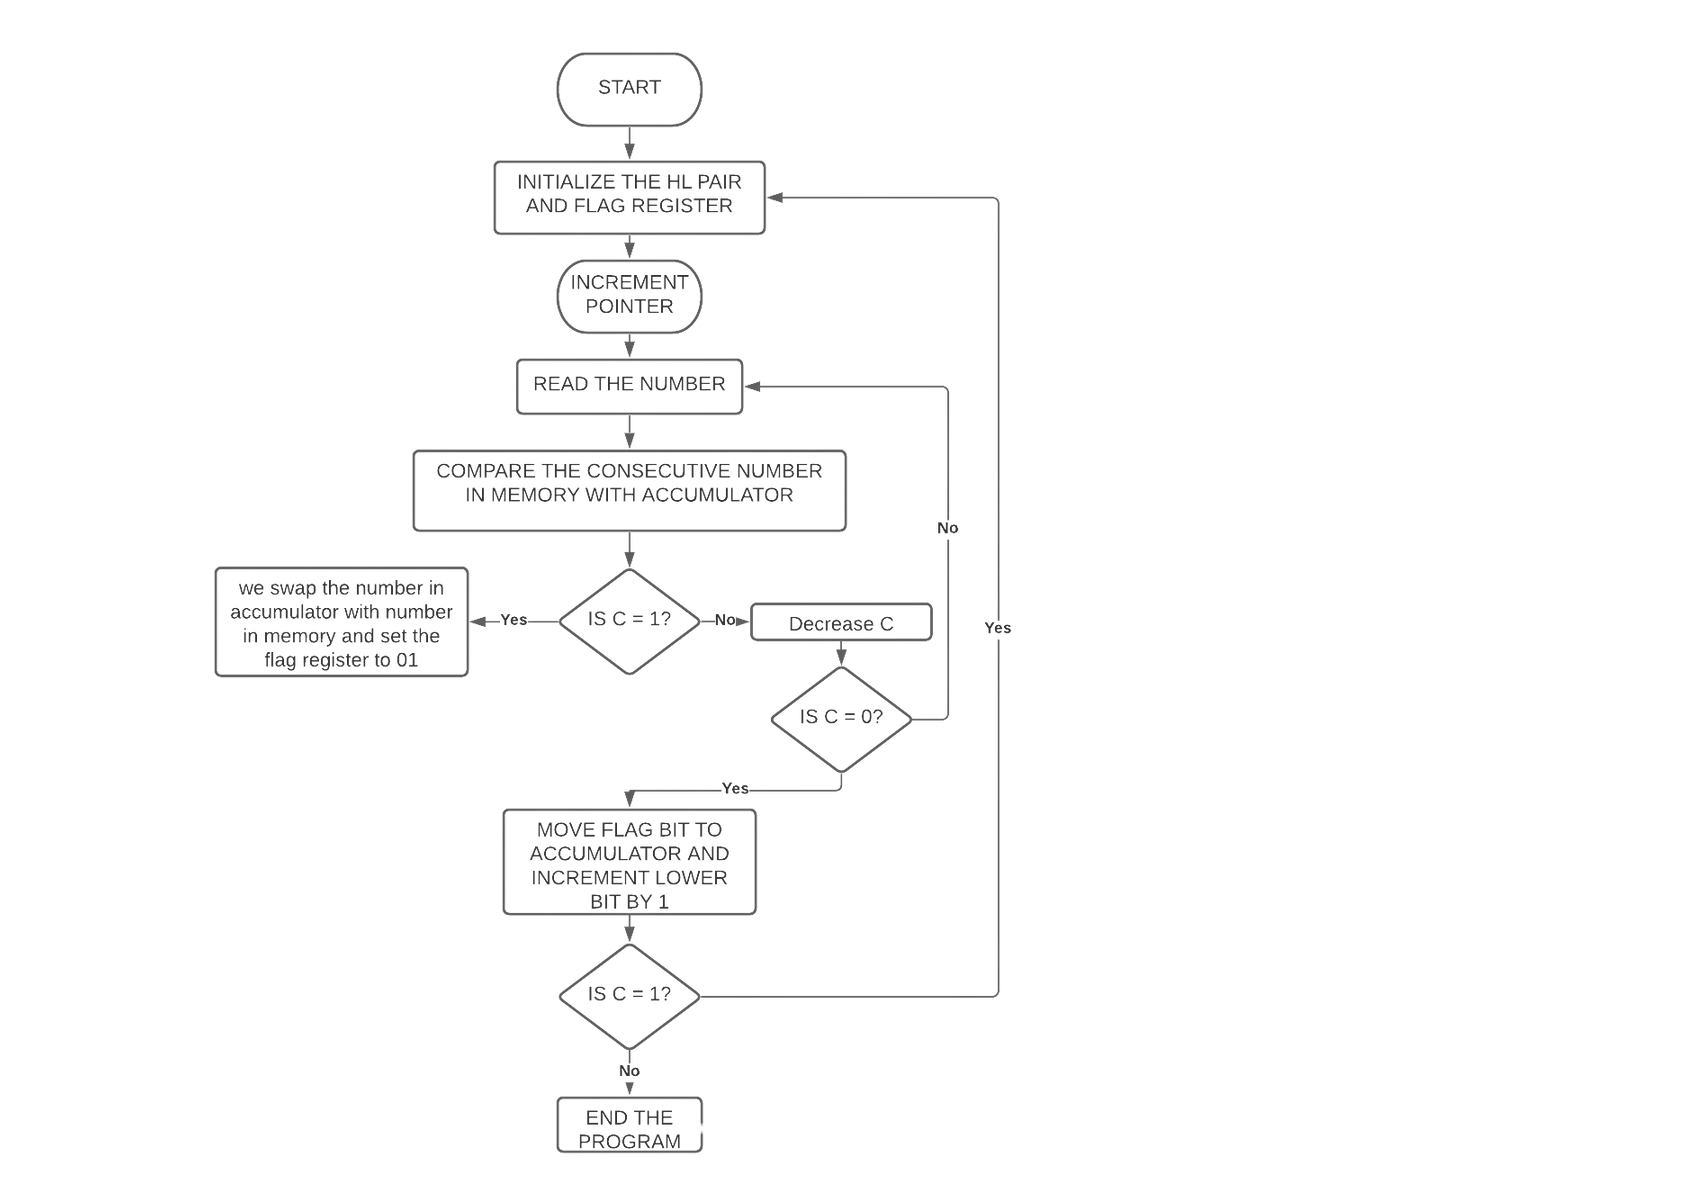 START
INITIALIZE THE HL PAIR
AND FLAG REGISTER
INCREMENT
POINTER
READ THE NUMBER
COMPARE THE CONSECUTIVE NUMBER
IN MEMORY WITH ACCUMULATOR
No
we swap the number in
accumulator with number
in memory and set the
flag register to 01
Yes
IS C = 1?
No
Decrease C
Yes
IS C = 0?
Yes
MOVE FLAG BIT TO
ACCUMULATOR AND
INCREMENT LOWER
BIT BY 1
IS C = 1?
No
END THE
PROGRAM